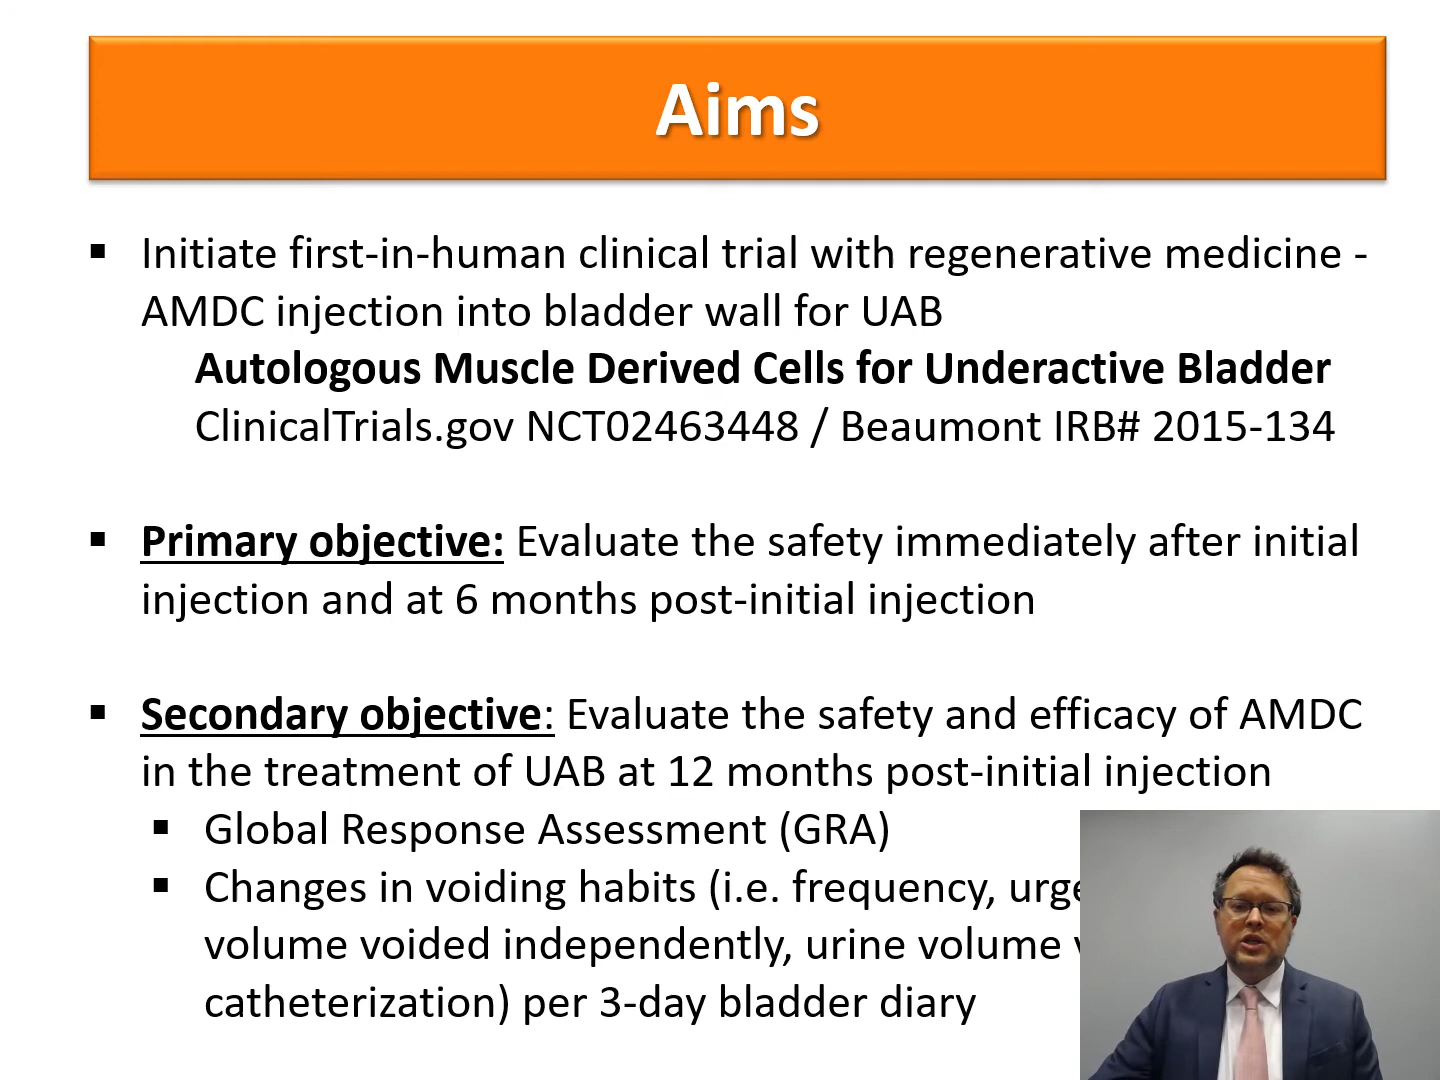 Aims
▪ Initiate first-in-human clinical trial with regenerative medicine -
AMDC injection into bladder wall for UAB
Autologous Muscle Derived Cells for Underactive Bladder
ClinicalTrials.gov NCT02463448 / Beaumont IRB# 2015-134
▪ Primary objective: Evaluate the safety immediately after initial
injection and at 6 months post-initial injection
▪ Secondary objective: Evaluate the safety and efficacy of AMDC
in the treatment of UAB at 12 months post-initial injection
▪ Global Response Assessment (GRA)
▪ Changes in voiding habits (i.e. frequency,
volume voided independently, urine volume
catheterization) per 3-day bladder diary